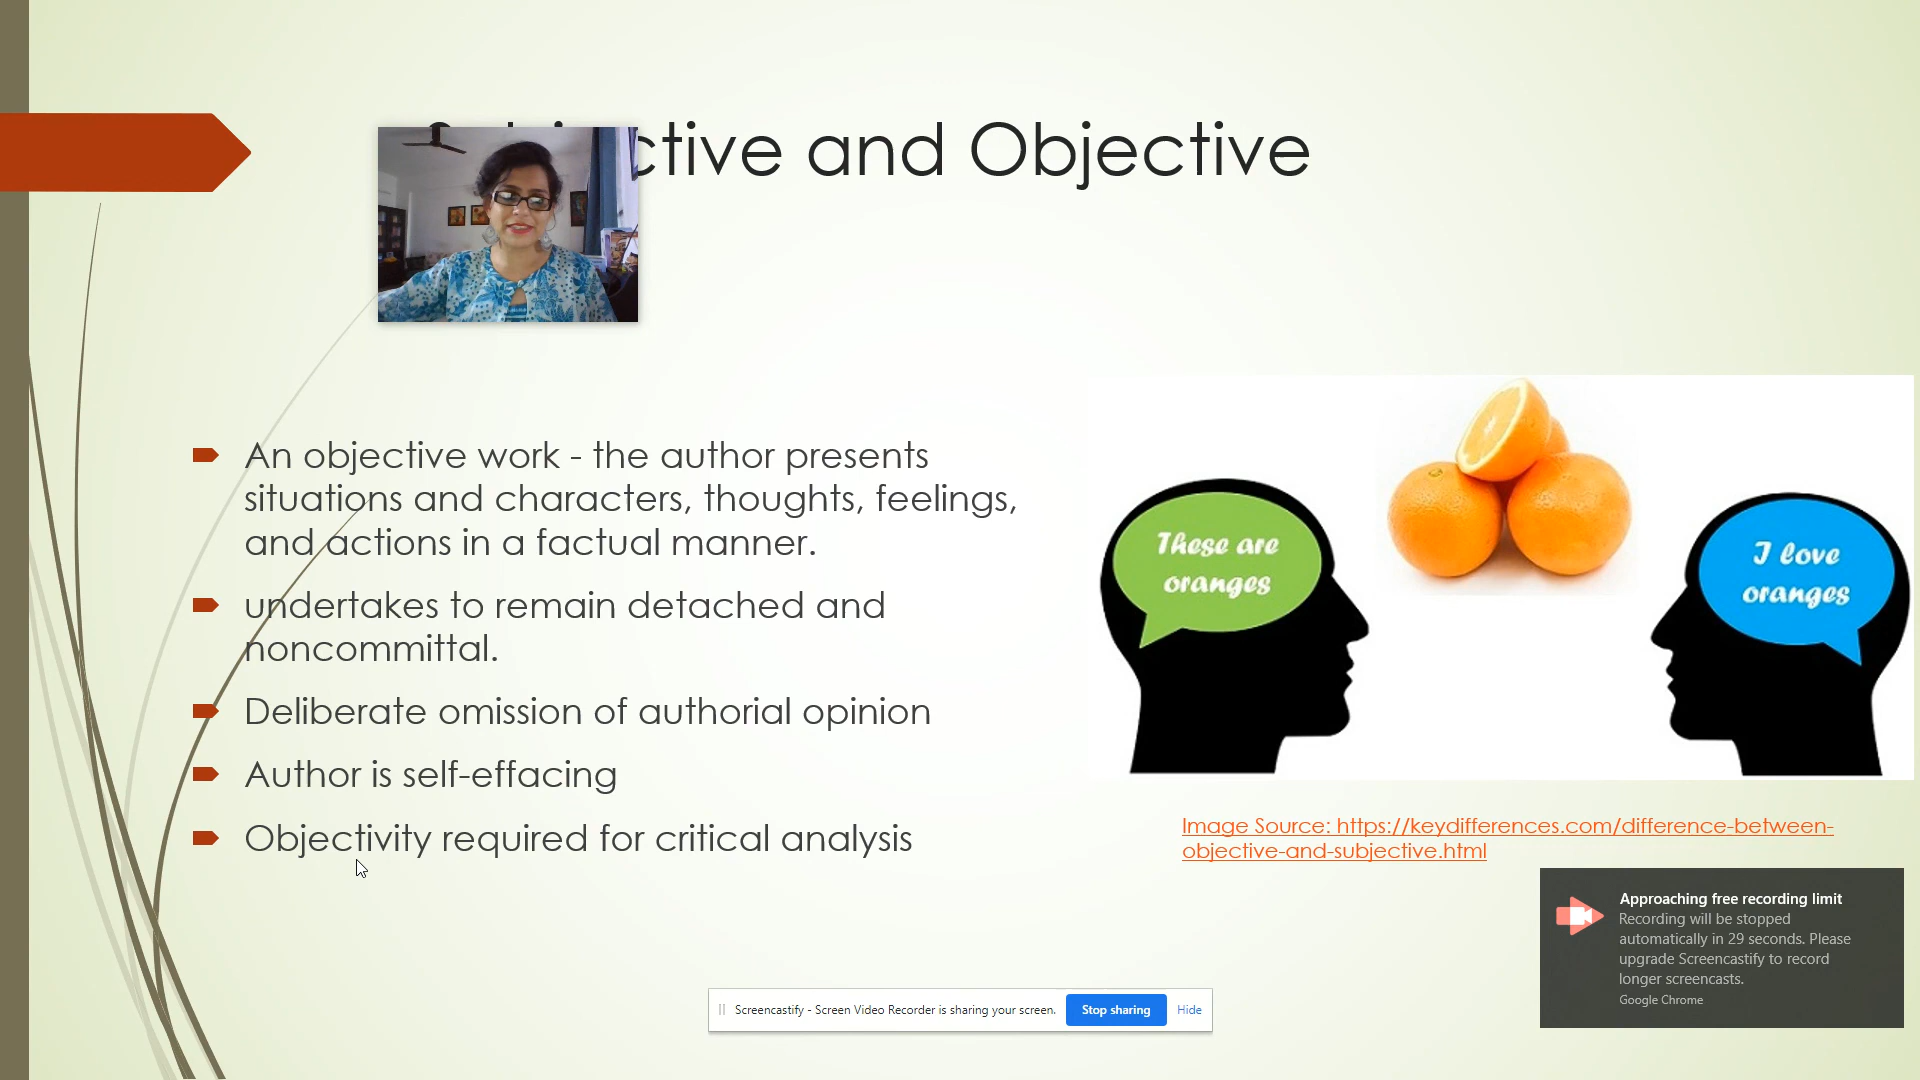 and Objective
An objective work - the author presents
situations and characters, thoughts, feelings,
and actions in a factual manner.
undertakes to remain detached and
noncommittal.
Deliberate omission of authorial opinion
Author is self-effacing
Objectivity required for critical analysis
These are
oranges
I love
oranges
Image Source: https://keydifferences.com/difference-between-
objective-and-subjective.html
Approaching free recording limit
Recording will be stopped
automatically in 29 seconds. Please
upgrade Screencastify to record
longer screencasts.
Google Chrome
Screencastify - Screen Video Recorder is sharing your screen.
Stop sharing
Hide